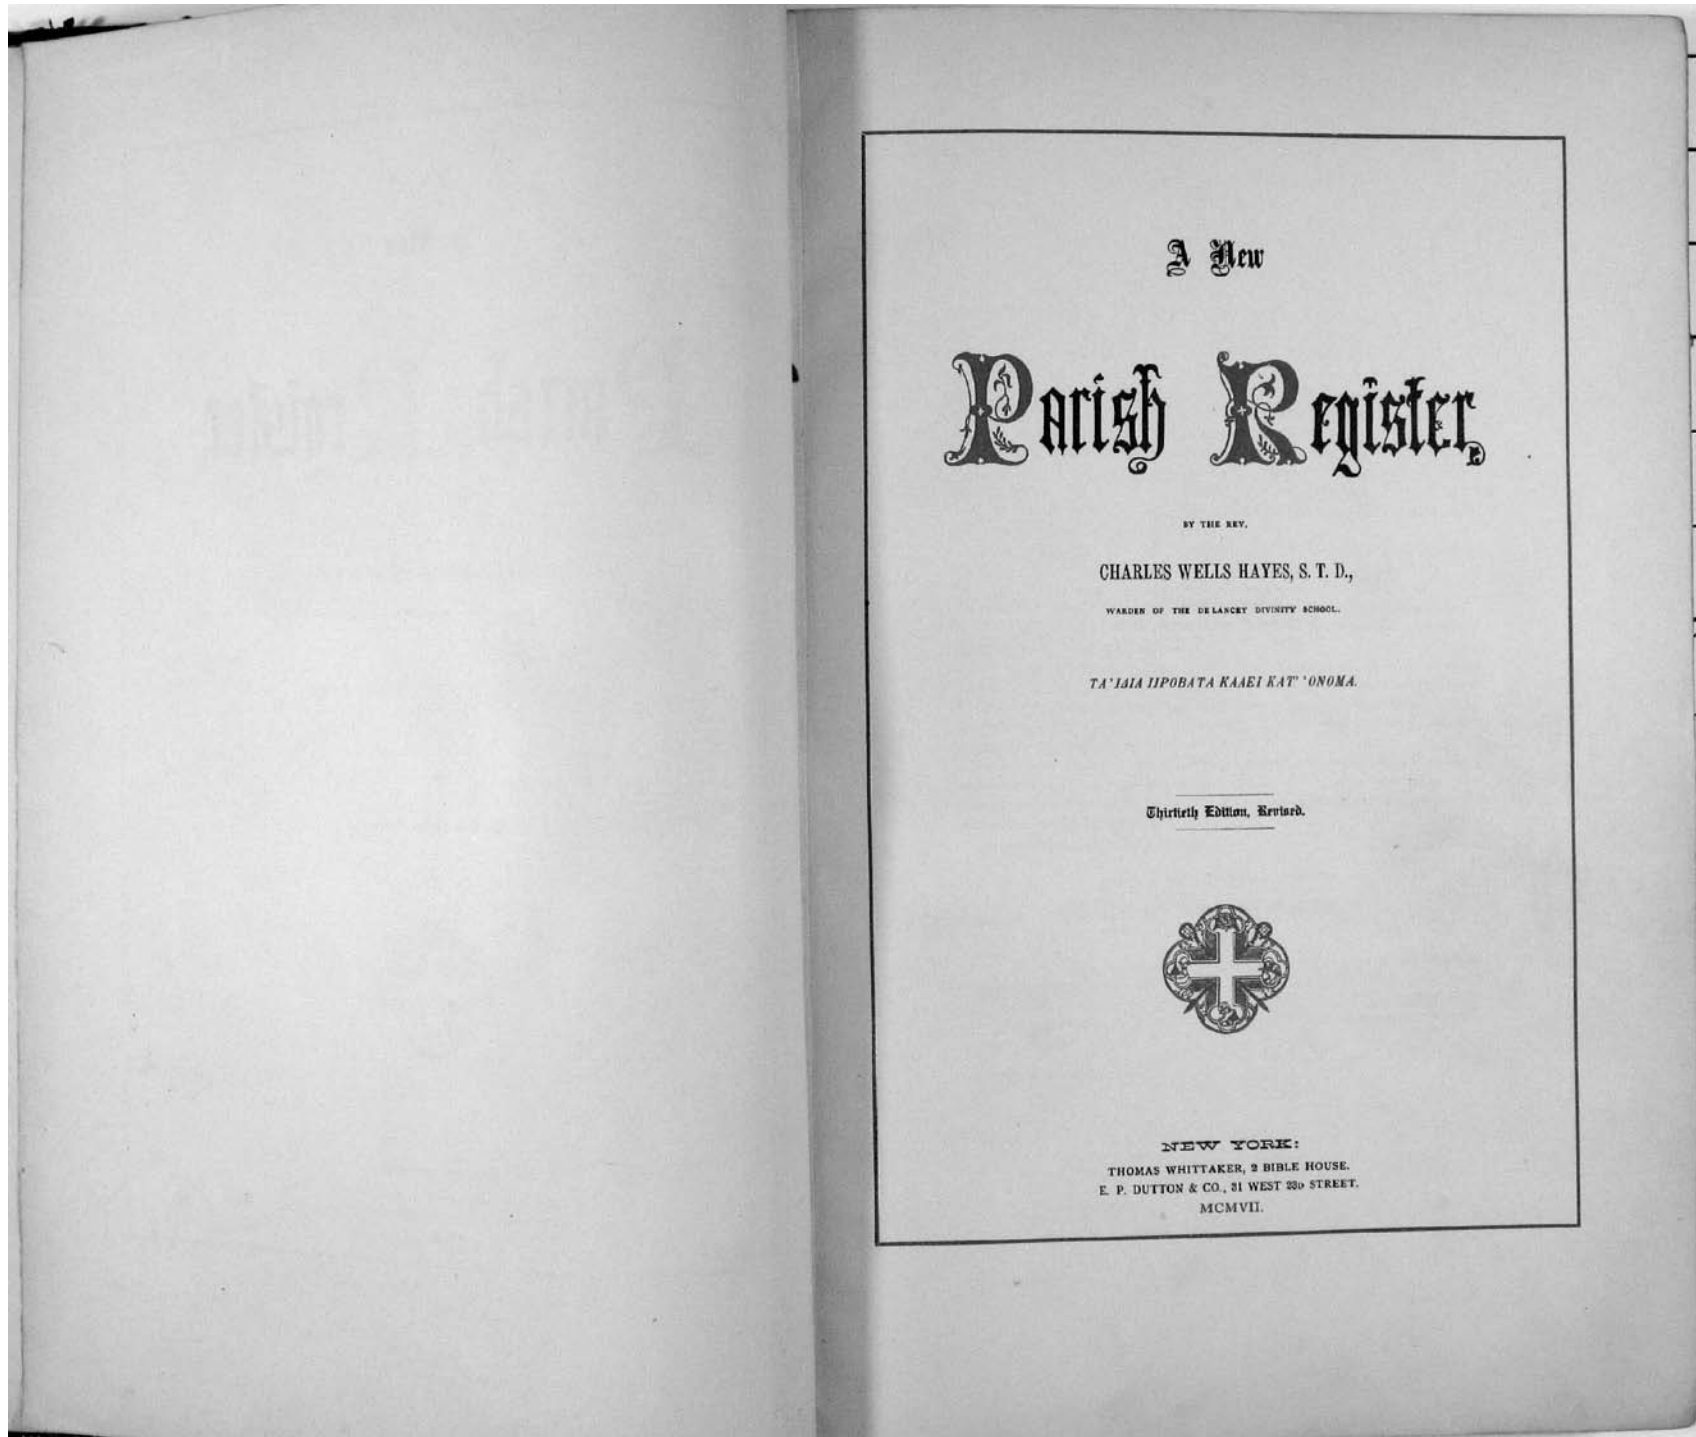 A New
Parish Register,
BY THE REV.
CHARLES WELLS HAYES, S. T. D.,
WARDEN OF THE DE LANCEY DIVINITY SCHOOL.
ΤΑ 'ΙΔΙΑ ΠΡΟΒΑΤΑ ΚΑΛΕΙ ΚΑΤ' 'ΟΝΟΜΑ.
Thirtieth Edition, Revised.
NEW YORK:
THOMAS WHITTAKER, 2 BIBLE HOUSE.
E. P. DUTTON & CO., 31 WEST 23D STREET.
MCMVII.